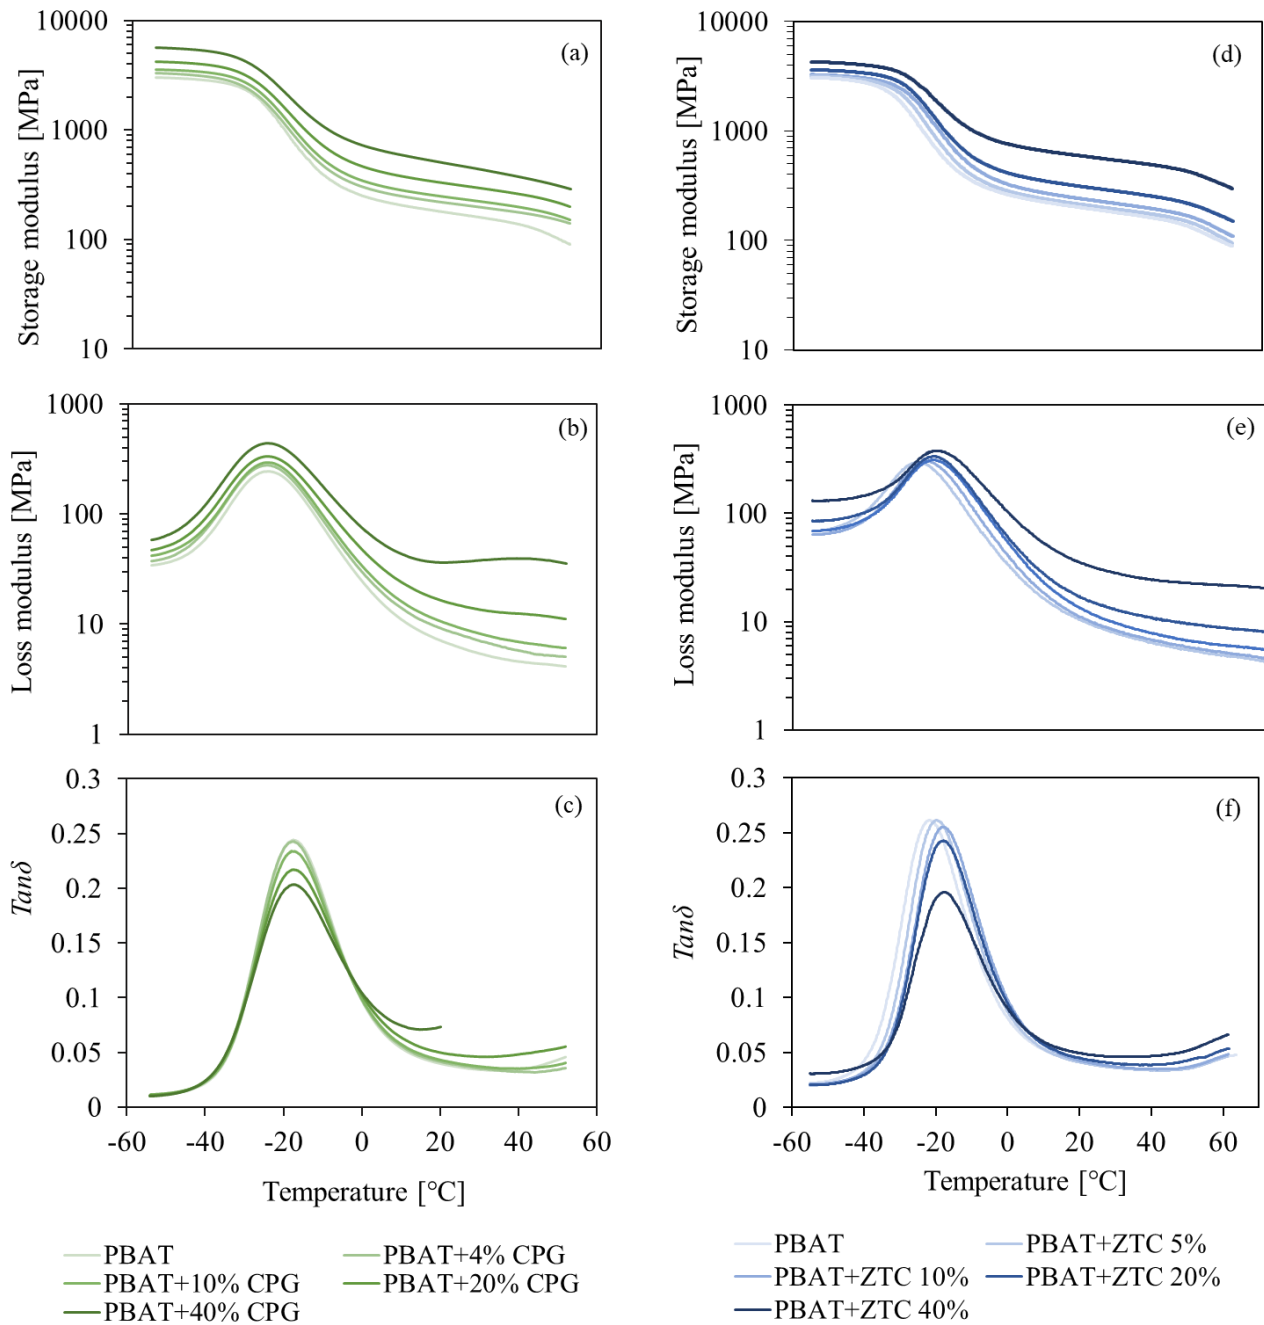 (a)
Storage modulus [MPa]
10000
1000
100
10
(d)
Storage modulus [MPa]
10000
1000
100
10
(b)
Loss modulus [MPa]
1000
100
10
1
(e)
Loss modulus [MPa]
1000
100
10
1
(c)
Tanδ
0.3
0.25
0.2
0.15
0.1
0.05
0
-60 -40 -20 0 20 40 60
Temperature [°C]
(f)
Tanδ
0.3
0.25
0.2
0.15
0.1
0.05
0
-60 -40 -20 0 20 40 60
Temperature [°C]
PBAT PBAT+4% CPG
PBAT+10% CPG PBAT+20% CPG
PBAT+40% CPG
PBAT PBAT+ZTC 5%
PBAT+ZTC 10% PBAT+ZTC 20%
PBAT+ZTC 40%